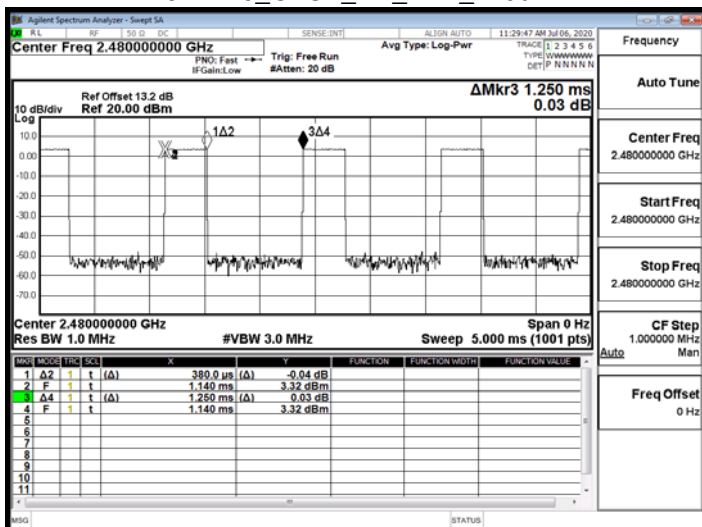 Agilent Spectrum Analyzer - Swept SA
RL RF 50 Ω DC SENSE:INT ALIGN AUTO 11:29:47 AM Jul 06, 2020
Center Freq 2.480000000 GHz
PNO: Fast
IFGain:Low
Trig: Free Run
#Atten: 20 dB
Avg Type: Log-Pwr
TRACE 1 2 3 4 5 6
TYPE WWWWWW
DET P N N N N N
ΔMkr3 1.250 ms
0.03 dB
Ref Offset 13.2 dB
10 dB/div Ref 20.00 dBm
Log
10.0
0.00
-10.0
-20.0
-30.0
-40.0
-50.0
-60.0
-70.0
1Δ2
3Δ4
Center 2.480000000 GHz Span 0 Hz
Res BW 1.0 MHz #VBW 3.0 MHz Sweep 5.000 ms (1001 pts)
MKR MODE TRC SCL X Y FUNCTION FUNCTION WIDTH FUNCTION VALUE
1 Δ2 1 t (Δ) 380.0 µs (Δ) -0.04 dB
2 F 1 t 1.140 ms 3.32 dBm
3 Δ4 1 t (Δ) 1.250 ms (Δ) 0.03 dB
4 F 1 t 1.140 ms 3.32 dBm
5
6
7
8
9
10
11
MSG STATUS
Frequency
Auto Tune
Center Freq
2.480000000 GHz
Start Freq
2.480000000 GHz
Stop Freq
2.480000000 GHz
CF Step
1.000000 MHz
Auto Man
Freq Offset
0 Hz